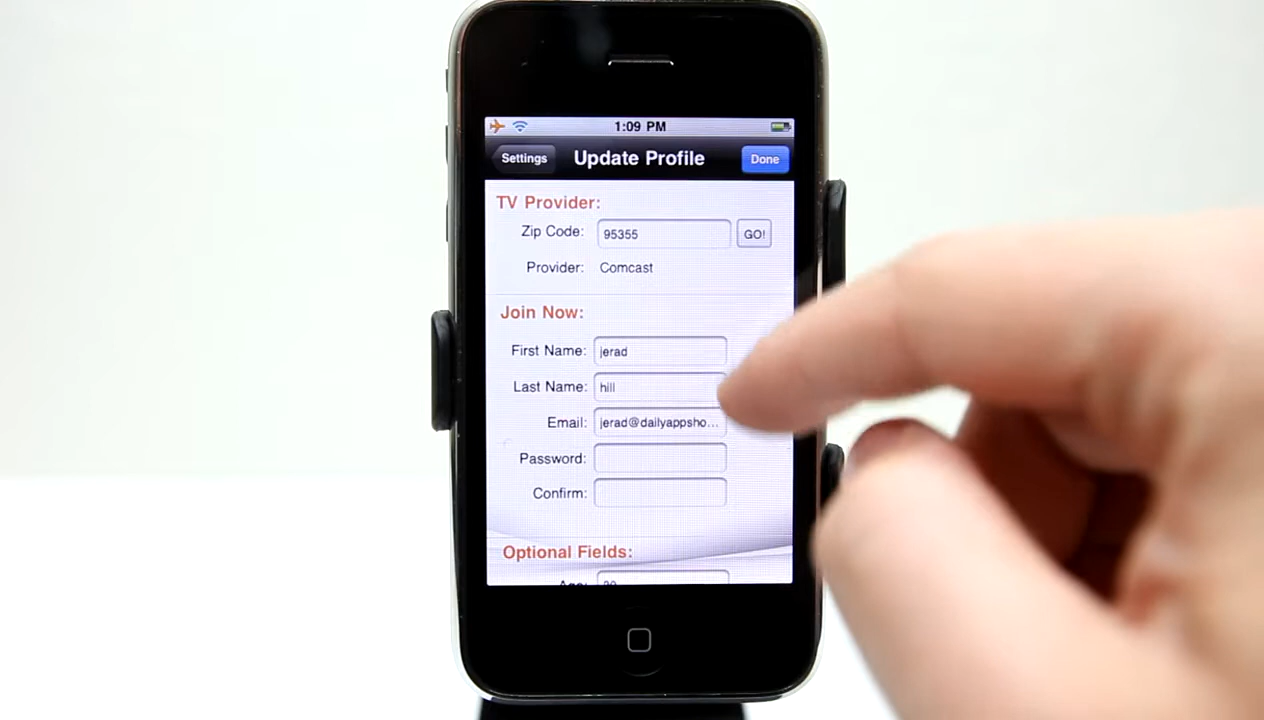 1:09 PM
Settings Update Profile Done
TV Provider:
Zip Code: 95355 GO!
Provider: Comcast
Join Now:
First Name: jerad
Last Name: hill
Email: jerad@dailyappsho...
Password:
Confirm:
Optional Fields: